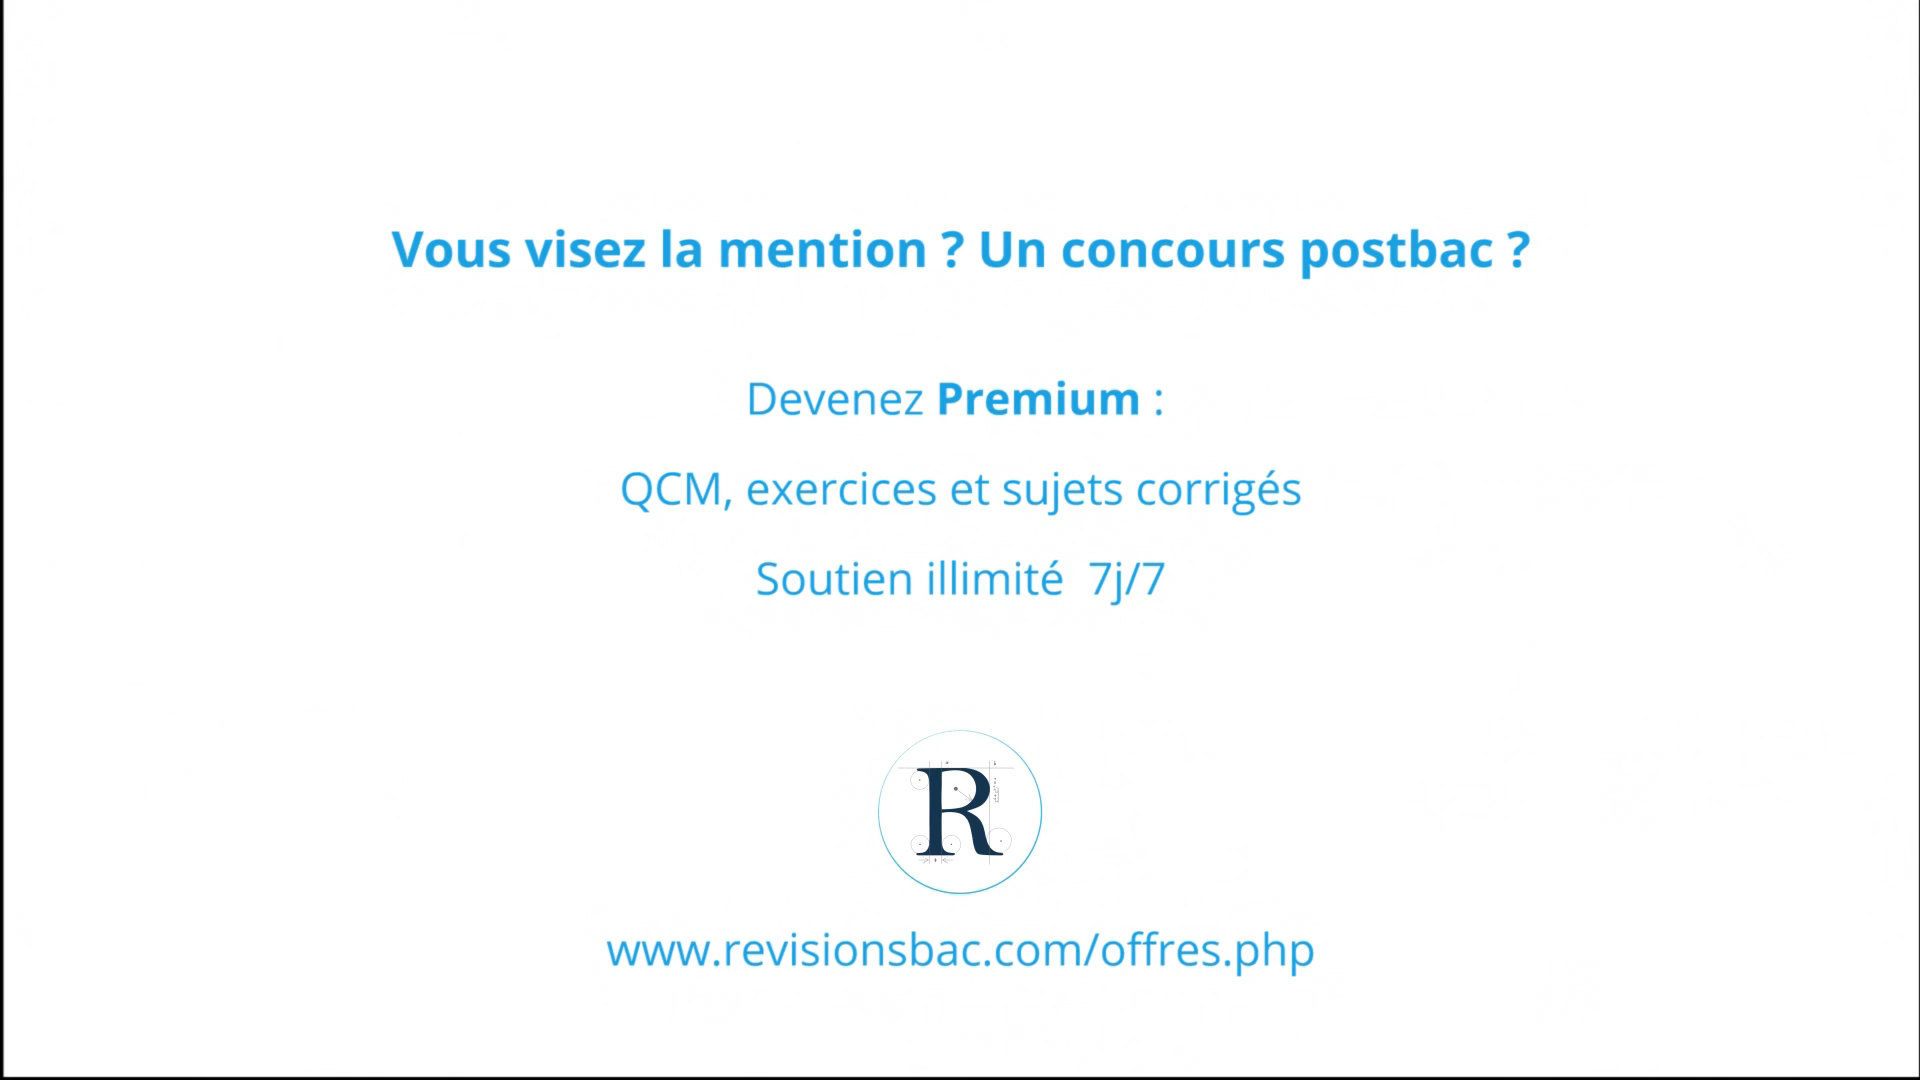 Vous visez la mention ? Un concours postbac ?
Devenez Premium :
QCM, exercices et sujets corrigés
Soutien illimité  7j/7
R
www.revisionsbac.com/offres.php